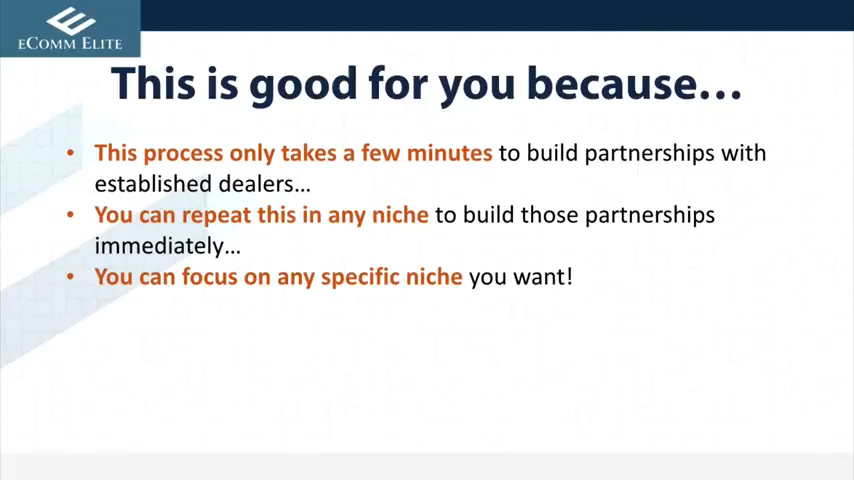 eComm Elite
This is good for you because...
• This process only takes a few minutes to build partnerships with
established dealers...
• You can repeat this in any niche to build those partnerships
immediately...
• You can focus on any specific niche you want!